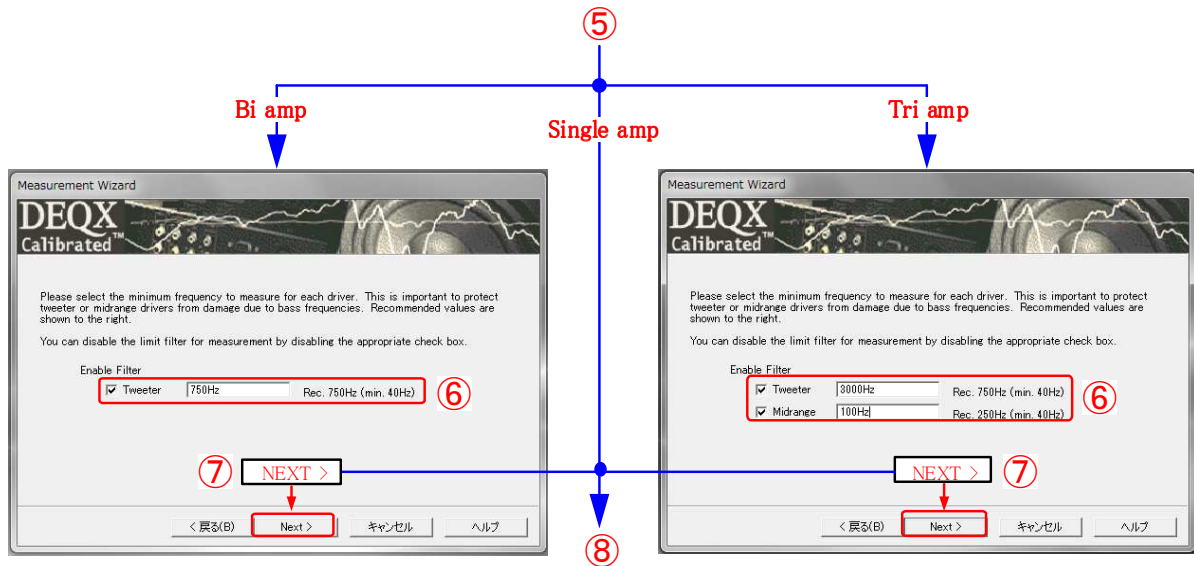 ⑤
Bi amp
Single amp
Tri amp
Measurement Wizard
DEQX
Calibrated™
Please select the minimum frequency to measure for each driver. This is important to protect
tweeter or midrange drivers from damage due to bass frequencies. Recommended values are
shown to the right.
You can disable the limit filter for measurement by disabling the appropriate check box.
Enable Filter
Tweeter 750Hz Rec. 750Hz (min. 40Hz) ⑥
⑦ NEXT >
< 戻る(B) Next > キャンセル ヘルプ
Measurement Wizard
DEQX
Calibrated™
Please select the minimum frequency to measure for each driver. This is important to protect
tweeter or midrange drivers from damage due to bass frequencies. Recommended values are
shown to the right.
You can disable the limit filter for measurement by disabling the appropriate check box.
Enable Filter
Tweeter 3000Hz Rec. 750Hz (min. 40Hz)
Midrange 100Hz Rec. 250Hz (min. 40Hz) ⑥
NEXT > ⑦
< 戻る(B) Next > キャンセル ヘルプ
⑧